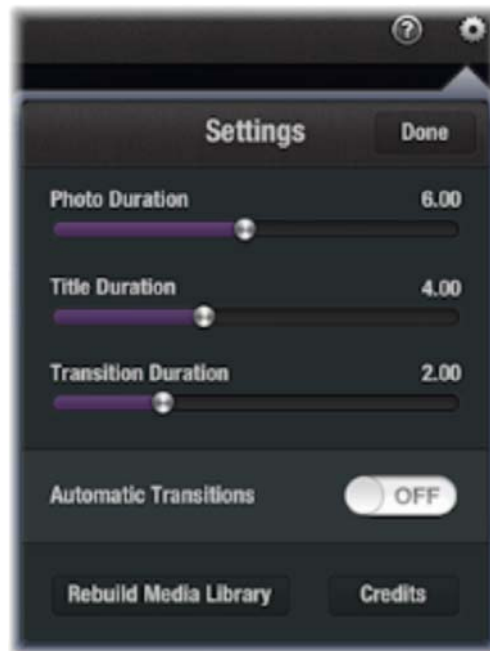 ?
Settings Done
Photo Duration 6.00
Title Duration 4.00
Transition Duration 2.00
Automatic Transitions OFF
Rebuild Media Library Credits